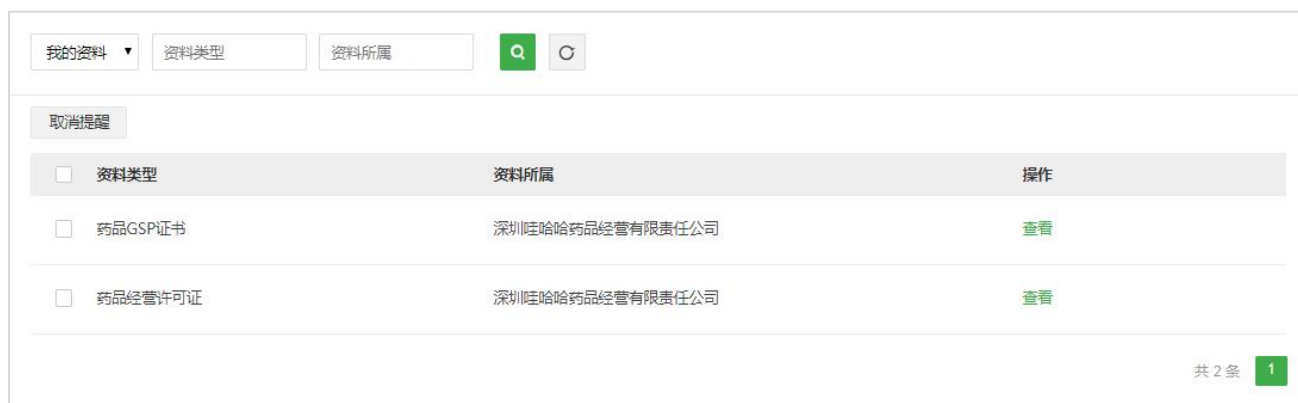 我的资料 资料类型 资料所属
取消提醒
资料类型 资料所属 操作
药品GSP证书 深圳哇哈哈药品经营有限责任公司 查看
药品经营许可证 深圳哇哈哈药品经营有限责任公司 查看
共 2 条 1